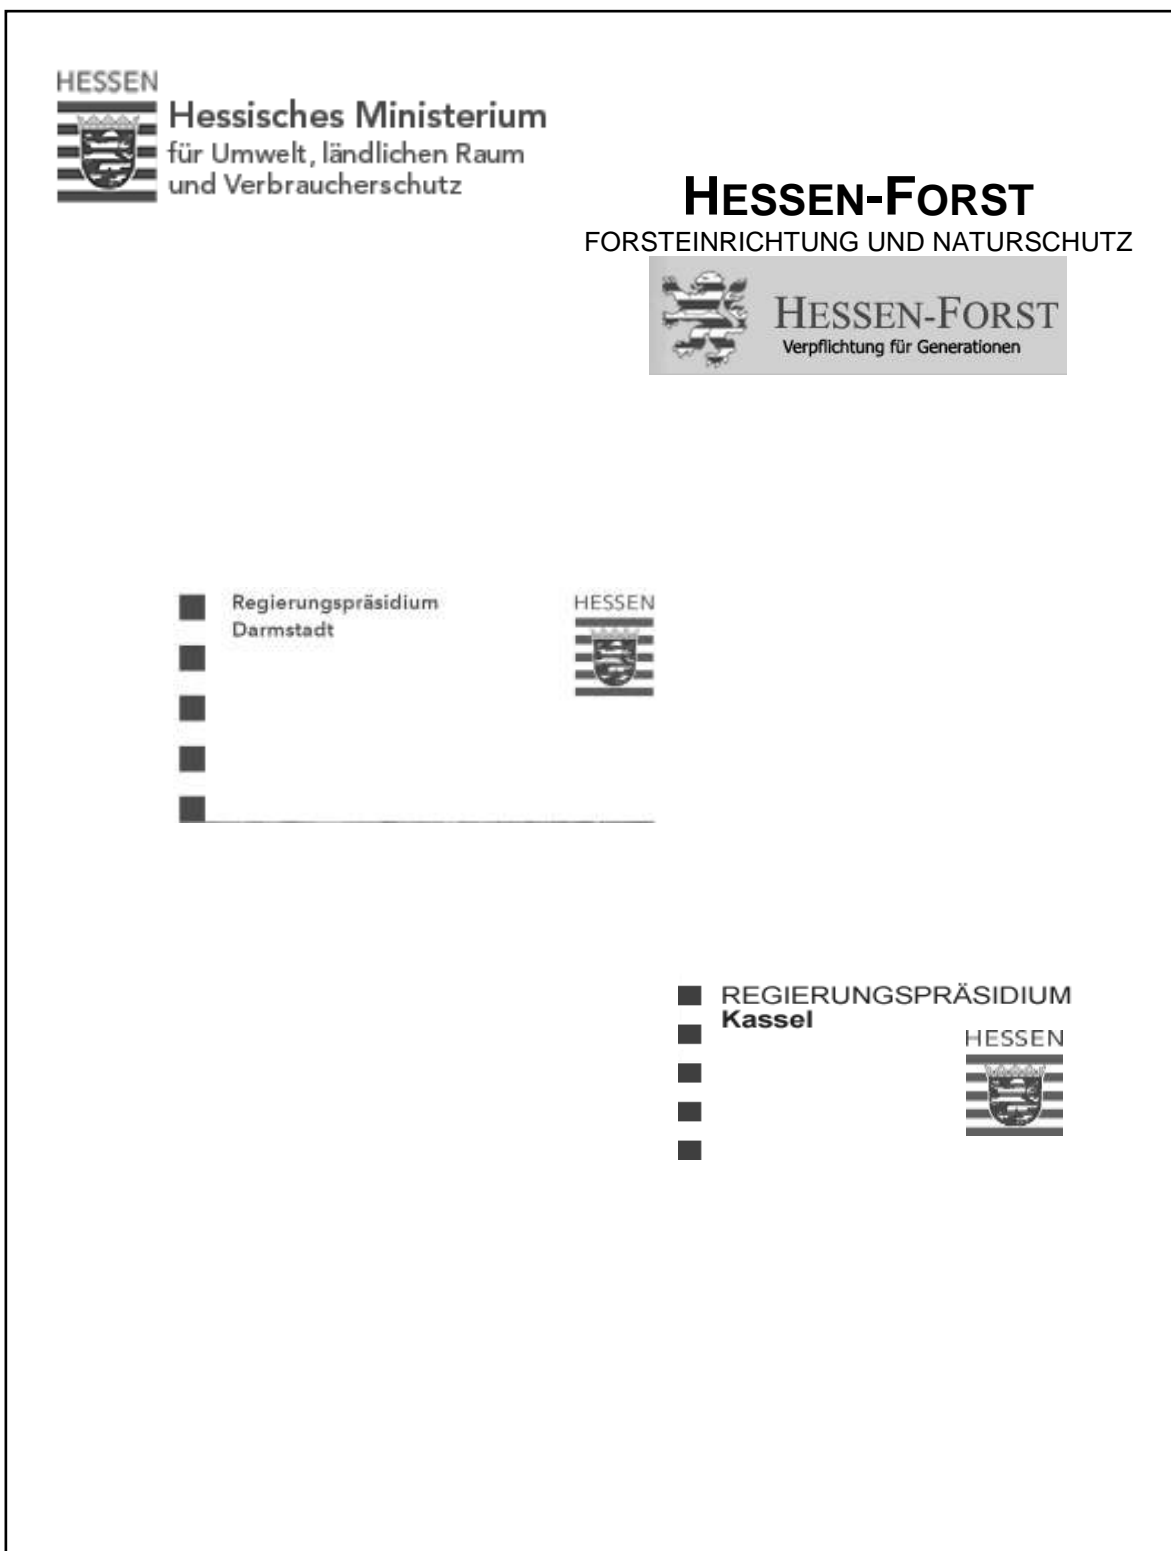 HESSEN
Hessisches Ministerium
für Umwelt, ländlichen Raum
und Verbraucherschutz
HESSEN-FORST
FORSTEINRICHTUNG UND NATURSCHUTZ
HESSEN-FORST
Verpflichtung für Generationen
Regierungspräsidium
Darmstadt
HESSEN
REGIERUNGSPRÄSIDIUM
Kassel
HESSEN